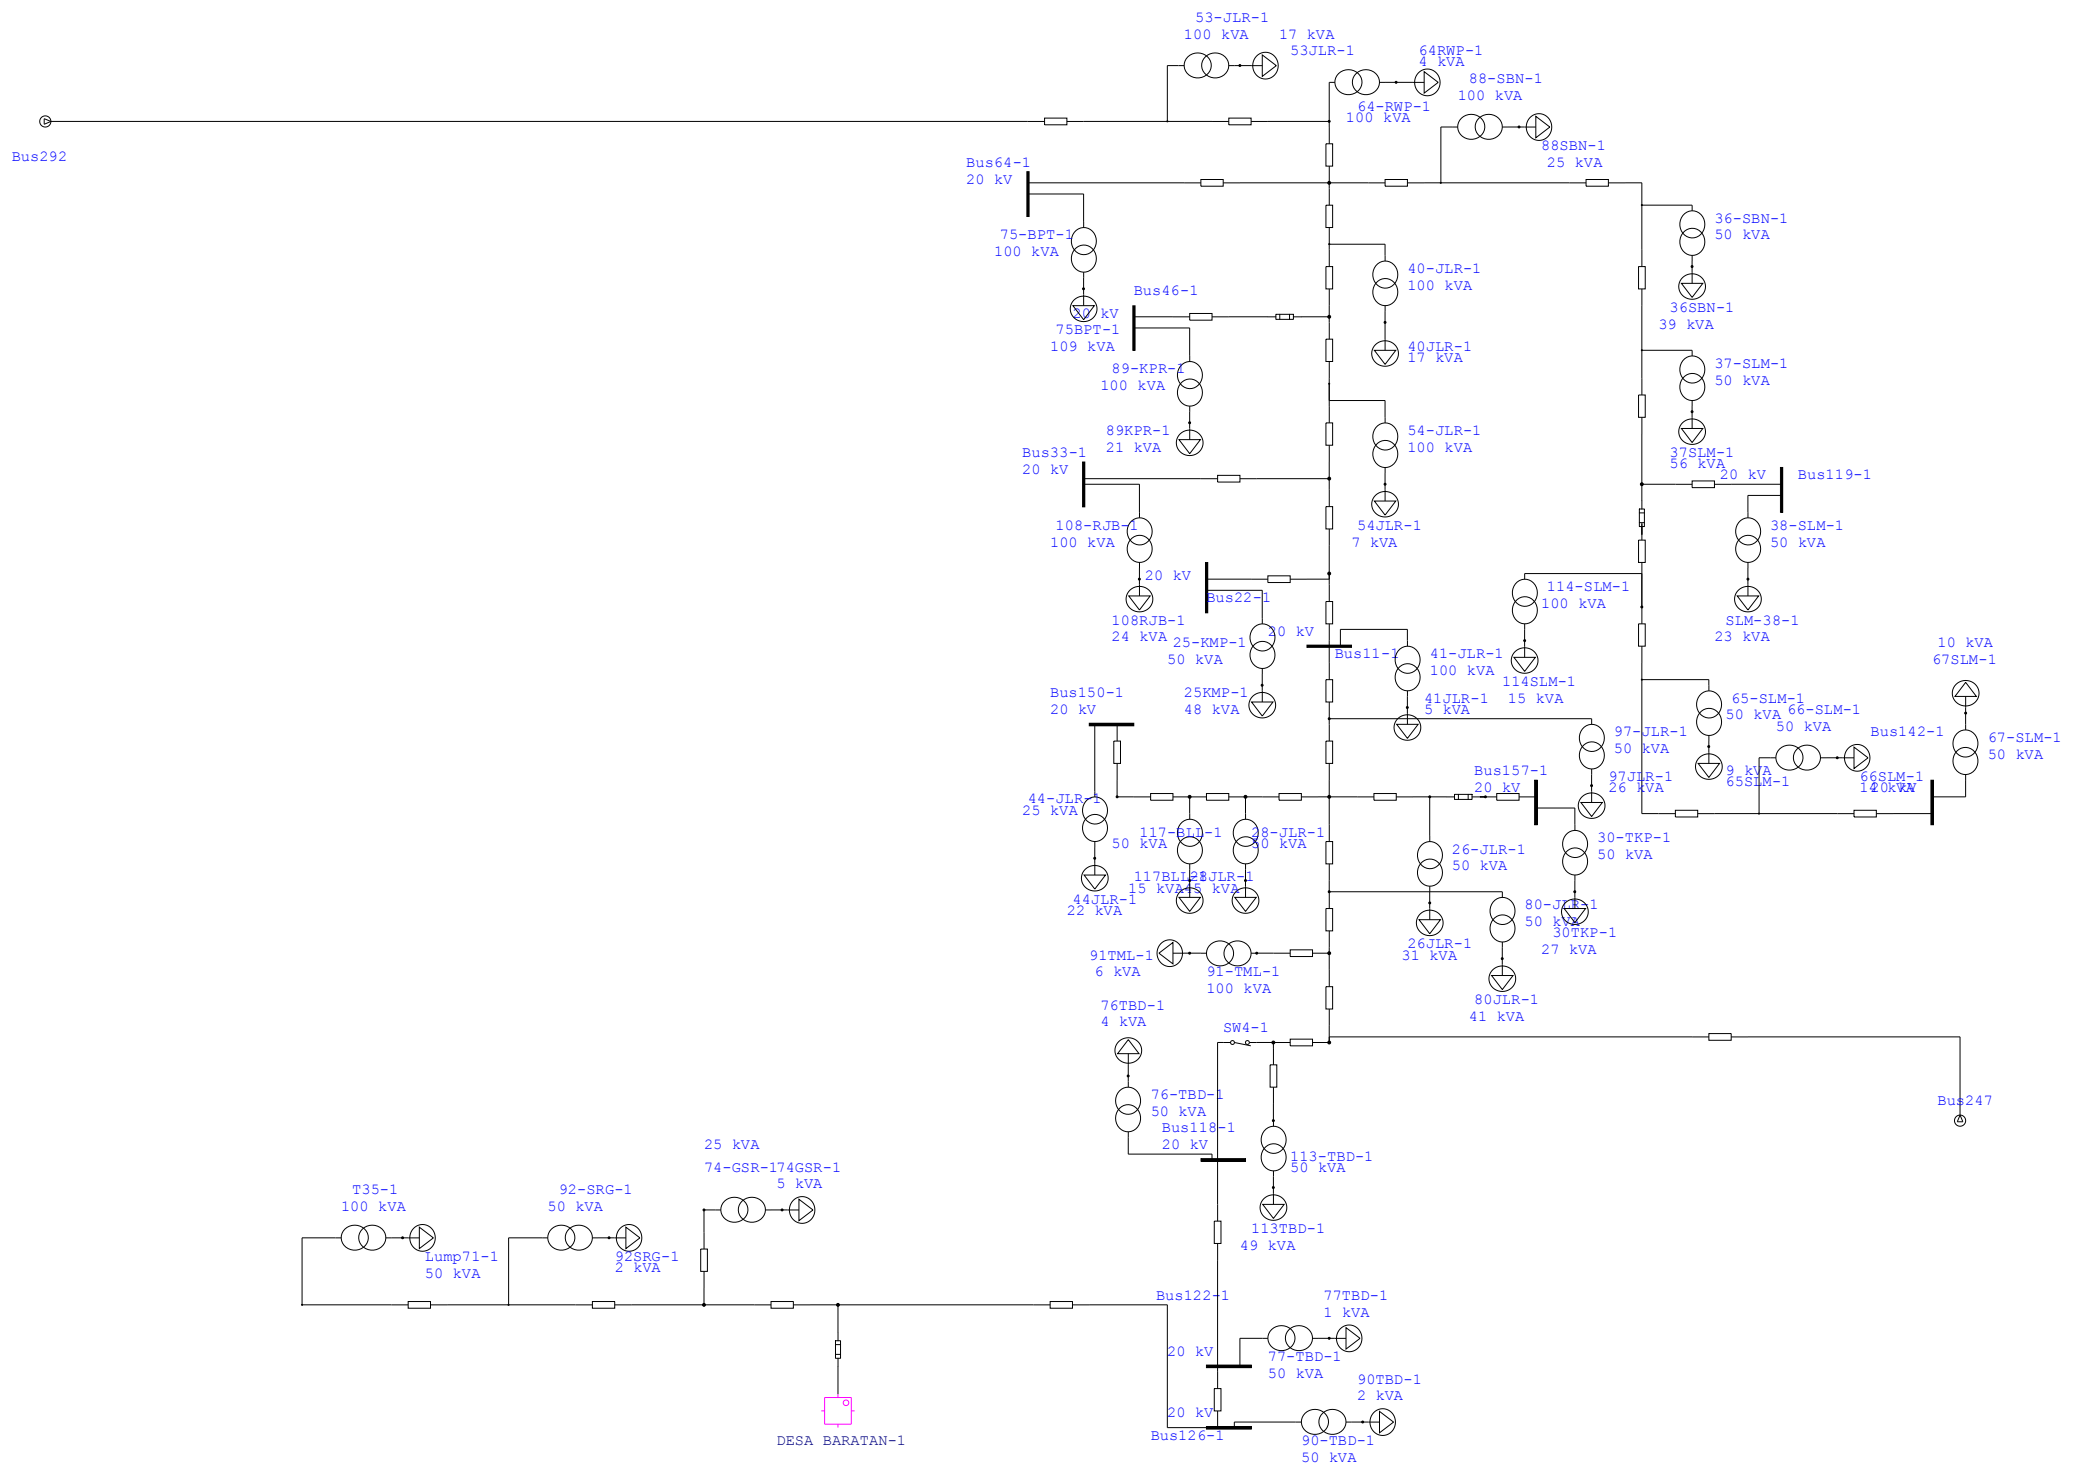 53-JLR-1
100 kVA
17 kVA
53JLR-1
64RWP-1
4 kVA
88-SBN-1
100 kVA
64-RWP-1
100 kVA
88SBN-1
25 kVA
Bus292
Bus64-1
20 kV
75-BPT-1
100 kVA
36-SBN-1
50 kVA
40-JLR-1
100 kVA
Bus46-1
20 kV
75BPT-1
109 kVA
36SBN-1
39 kVA
40JLR-1
17 kVA
89-KPR-1
100 kVA
37-SLM-1
50 kVA
89KPR-1
21 kVA
54-JLR-1
100 kVA
37SLM-1
56 kVA
Bus33-1
20 kV
20 kV
Bus119-1
108-RJB-1
100 kVA
54JLR-1
7 kVA
38-SLM-1
50 kVA
20 kV
Bus22-1
114-SLM-1
100 kVA
108RJB-1
24 kVA
SLM-38-1
23 kVA
25-KMP-1
50 kVA
20 kV
Bus11-1
41-JLR-1
100 kVA
10 kVA
67SLM-1
114SLM-1
15 kVA
25KMP-1
48 kVA
41JLR-1
5 kVA
Bus150-1
20 kV
65-SLM-1
50 kVA
66-SLM-1
50 kVA
97-JLR-1
50 kVA
Bus142-1
67-SLM-1
50 kVA
Bus157-1
20 kV
97JLR-1
26 kVA
9 kVA
65SLM-1
66SLM-1
20 kV
44-JLR-1
25 kVA
117-BLL-1
50 kVA
28-JLR-1
50 kVA
26-JLR-1
50 kVA
30-TKP-1
50 kVA
117BLL-1
15 kVA
28JLR-1
45 kVA
44JLR-1
22 kVA
80-JLR-1
50 kVA
30TKP-1
27 kVA
26JLR-1
31 kVA
91TML-1
6 kVA
91-TML-1
100 kVA
80JLR-1
41 kVA
76TBD-1
4 kVA
SW4-1
76-TBD-1
50 kVA
Bus247
Bus118-1
20 kV
113-TBD-1
50 kVA
25 kVA
74-GSR-1
74GSR-1
5 kVA
T35-1
100 kVA
92-SRG-1
50 kVA
113TBD-1
49 kVA
Lump71-1
50 kVA
92SRG-1
2 kVA
Bus122-1
20 kV
77TBD-1
1 kVA
77-TBD-1
50 kVA
90TBD-1
2 kVA
20 kV
Bus126-1
90-TBD-1
50 kVA
DESA BARATAN-1